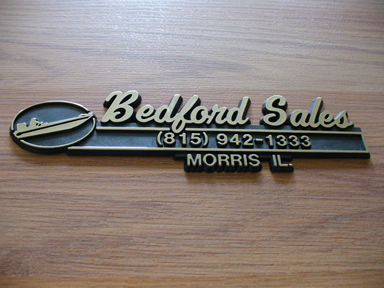 Bedford Sales
(815) 942-1333
MORRIS IL.